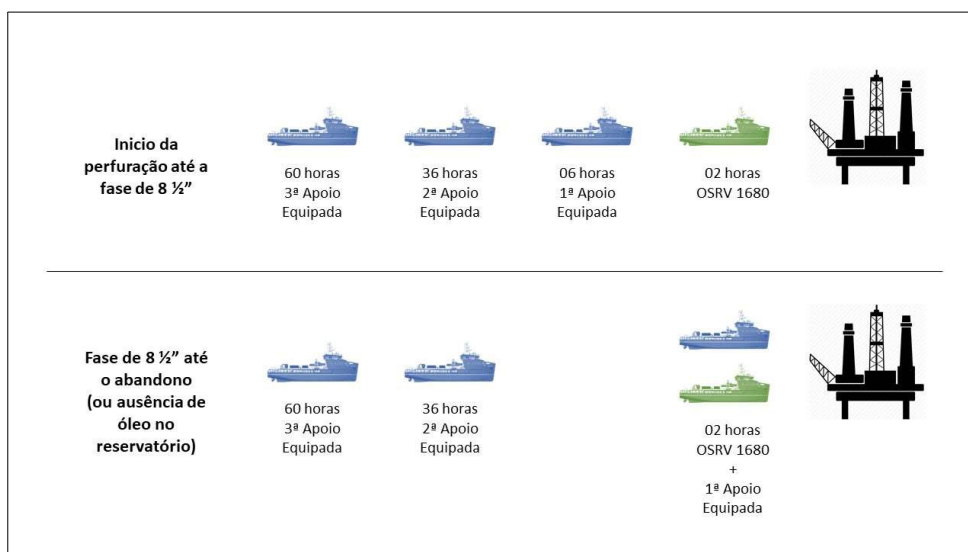 Inicio da
perfuração até a
fase de 8 ½”
60 horas
3ª Apoio
Equipada
36 horas
2ª Apoio
Equipada
06 horas
1ª Apoio
Equipada
02 horas
OSRV 1680
Fase de 8 ½” até
o abandono
(ou ausência de
óleo no
reservatório)
60 horas
3ª Apoio
Equipada
36 horas
2ª Apoio
Equipada
02 horas
OSRV 1680
+
1ª Apoio
Equipada